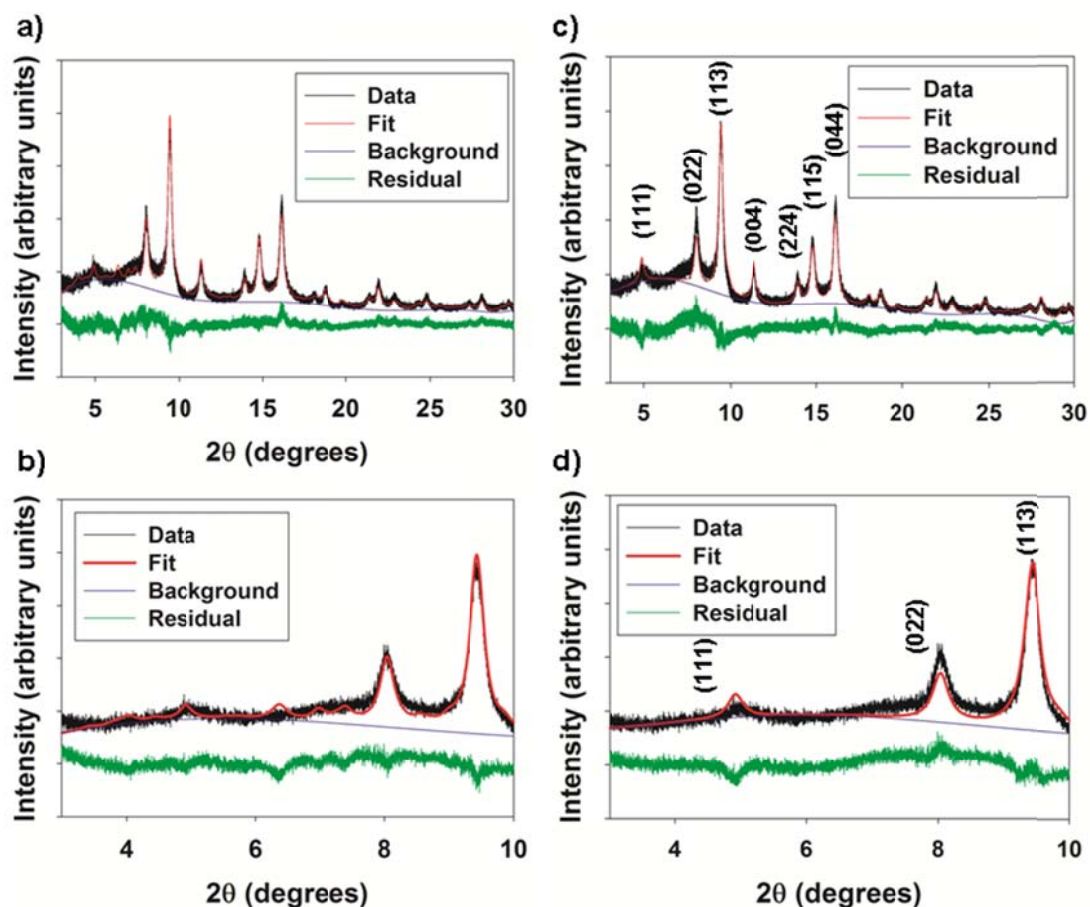 a)
Intensity (arbitrary units)
Data
Fit
Background
Residual
5 10 15 20 25 30
2θ (degrees)
c)
Intensity (arbitrary units)
(111)
(022)
(113)
(004)
(224)
(115)
(044)
Data
Fit
Background
Residual
5 10 15 20 25 30
b)
Intensity (arbitrary units)
Data
Fit
Background
Residual
4 6 8 10
2θ (degrees)
d)
Intensity (arbitrary units)
Data
Fit
Background
Residual
(111)
(022)
(113)
4 6 8 10
2θ (degrees)